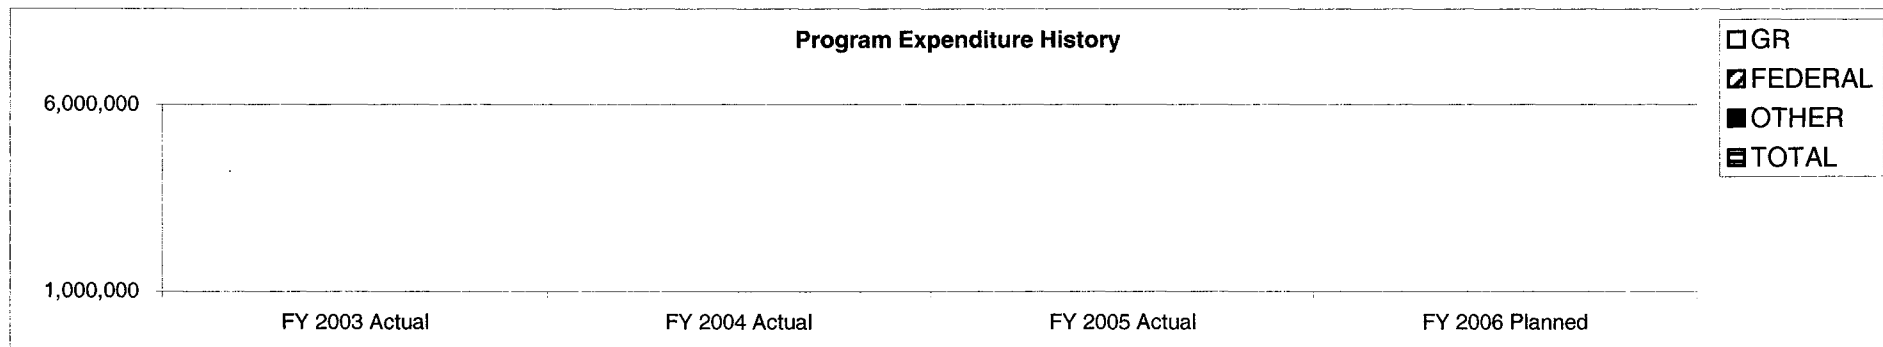 Program Expenditure History
GR
FEDERAL
OTHER
TOTAL
6,000,000
1,000,000
FY 2003 Actual
FY 2004 Actual
FY 2005 Actual
FY 2006 Planned